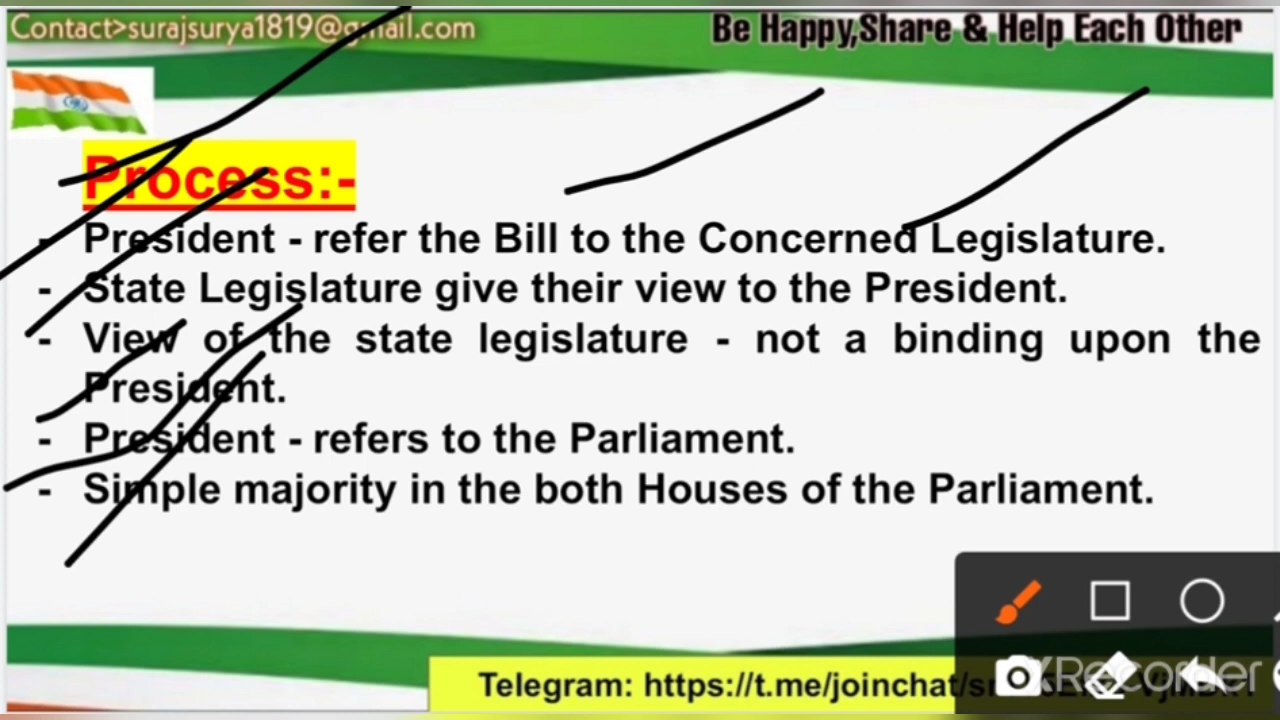 Contact>surajsurya1819@gmail.com
Be Happy,Share & Help Each Other
Process:-
- President - refer the Bill to the Concerned Legislature.
- State Legislature give their view to the President.
- View of the state legislature - not a binding upon the
President.
- President - refers to the Parliament.
- Simple majority in the both Houses of the Parliament.
Telegram: https://t.me/joinchat/
XRecorder